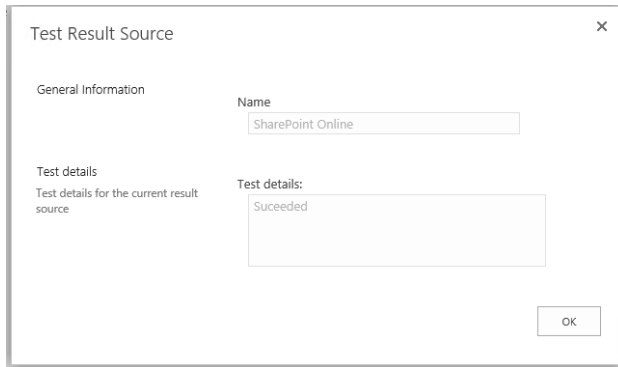 Test Result Source
General Information
Name
SharePoint Online
Test details
Test details for the current result
source
Test details:
Suceeded
OK